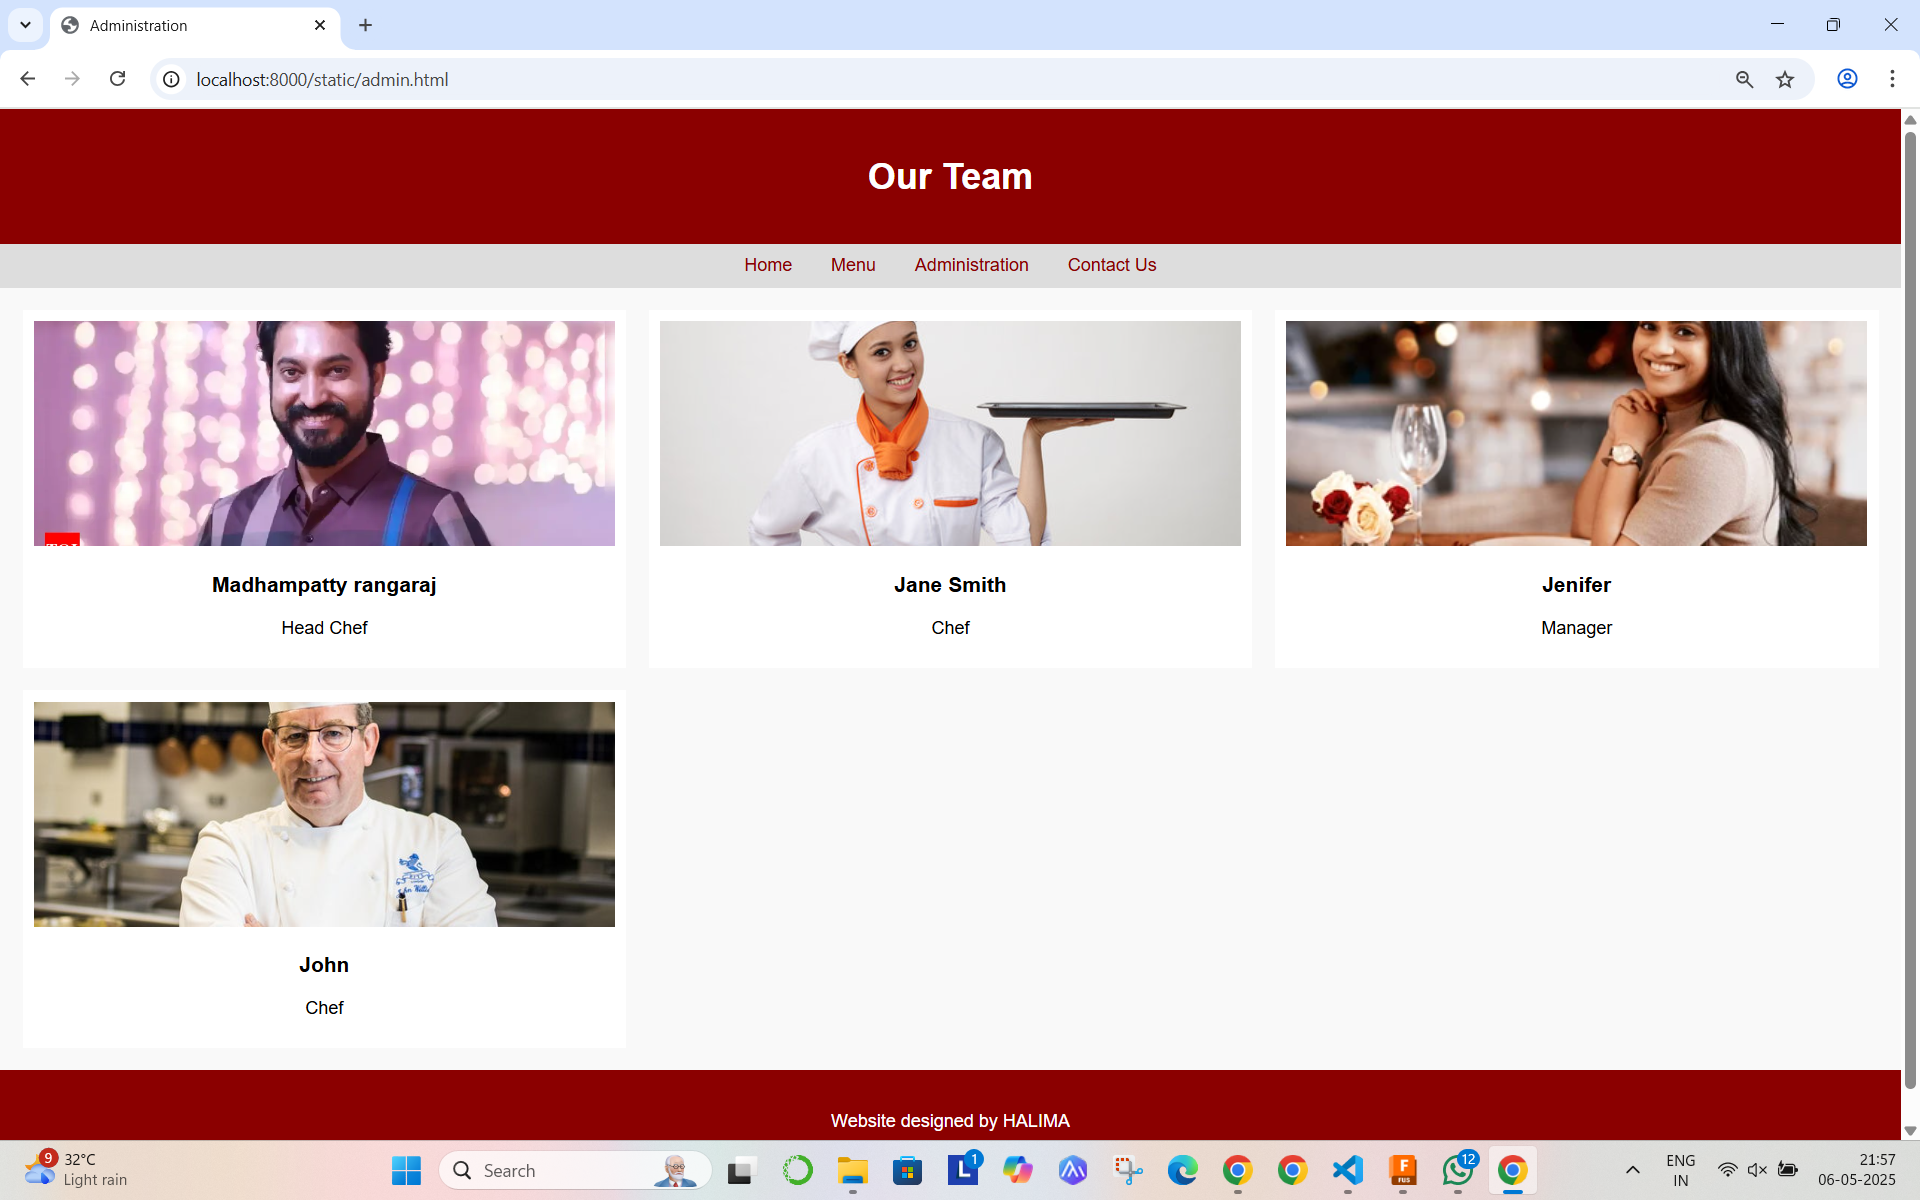 Administration
localhost:8000/static/admin.html
Our Team
Home Menu Administration Contact Us
Madhampatty rangaraj
Head Chef
Jane Smith
Chef
Jenifer
Manager
John
Chef
Website designed by HALIMA
9
32°C
Light rain
Search
1
F
FUS
12
ENG
IN
21:57
06-05-2025